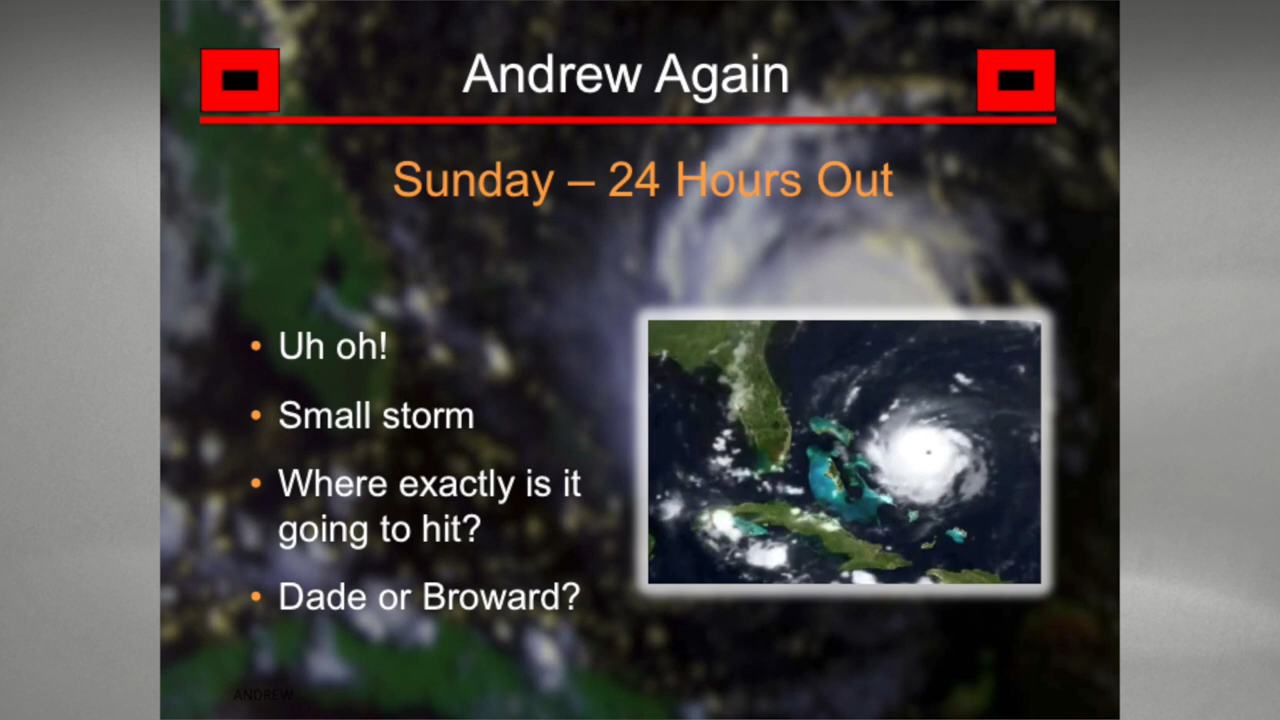 Andrew Again
Sunday – 24 Hours Out
• Uh oh!
• Small storm
• Where exactly is it
going to hit?
• Dade or Broward?
ANDREW